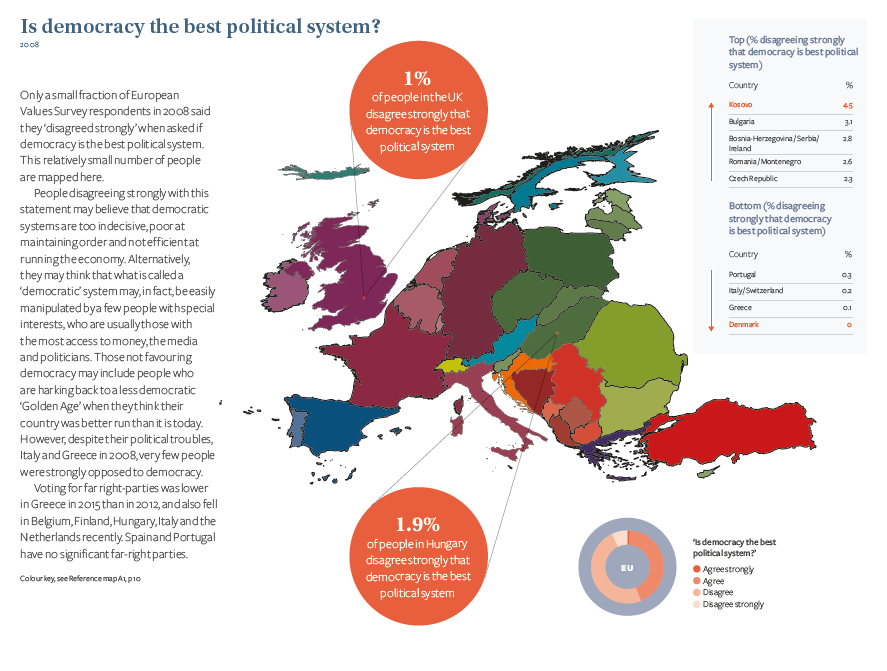 Is democracy the best political system?
2008
Only a small fraction of European
Values Survey respondents in 2008 said
they ‘disagreed strongly’ when asked if
democracy is the best political system.
This relatively small number of people
are mapped here.
People disagreeing strongly with this
statement may believe that democratic
systems are too indecisive, poor at
maintaining order and not efficient at
running the economy. Alternatively,
they may think that what is called a
‘democratic’ system may, in fact, be easily
manipulated by a few people with special
interests, who are usually those with
the most access to money, the media
and politicians. Those not favouring
democracy may include people who
are harking back to a less democratic
‘Golden Age’ when they think their
country was better run than it is today.
However, despite their political troubles,
Italy and Greece in 2008, very few people
were strongly opposed to democracy.
Voting for far right-parties was lower
in Greece in 2015 than in 2012, and also fell
in Belgium, Finland, Hungary, Italy and the
Netherlands recently. Spain and Portugal
have no significant far-right parties.
Colour key, see Reference map A1, p10
1%
of people in the UK
disagree strongly that
democracy is the best
political system
1.9%
of people in Hungary
disagree strongly that
democracy is the best
political system
Top (% disagreeing strongly
that democracy is best political
system)
Country %
Kosovo 4.5
Bulgaria 3.1
Bosnia-Herzegovina/Serbia/ 2.8
Ireland
Romania/Montenegro 2.6
Czech Republic 2.3
Bottom (% disagreeing
strongly that democracy
is best political system)
Country %
Portugal 0.3
Italy/Switzerland 0.2
Greece 0.1
Denmark 0
EU
‘Is democracy the best
political system?’
Agree strongly
Agree
Disagree
Disagree strongly